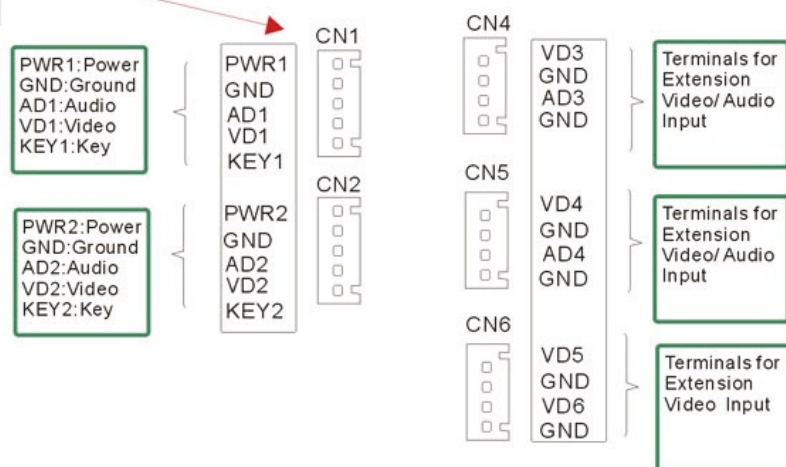 CN1
PWR1:Power
GND:Ground
AD1:Audio
VD1:Video
KEY1:Key
PWR1
GND
AD1
VD1
KEY1
CN2
PWR2:Power
GND:Ground
AD2:Audio
VD2:Video
KEY2:Key
PWR2
GND
AD2
VD2
KEY2
CN4
VD3
GND
AD3
GND
Terminals for
Extension
Video/ Audio
Input
CN5
VD4
GND
AD4
GND
Terminals for
Extension
Video/ Audio
Input
CN6
VD5
GND
VD6
GND
Terminals for
Extension
Video Input